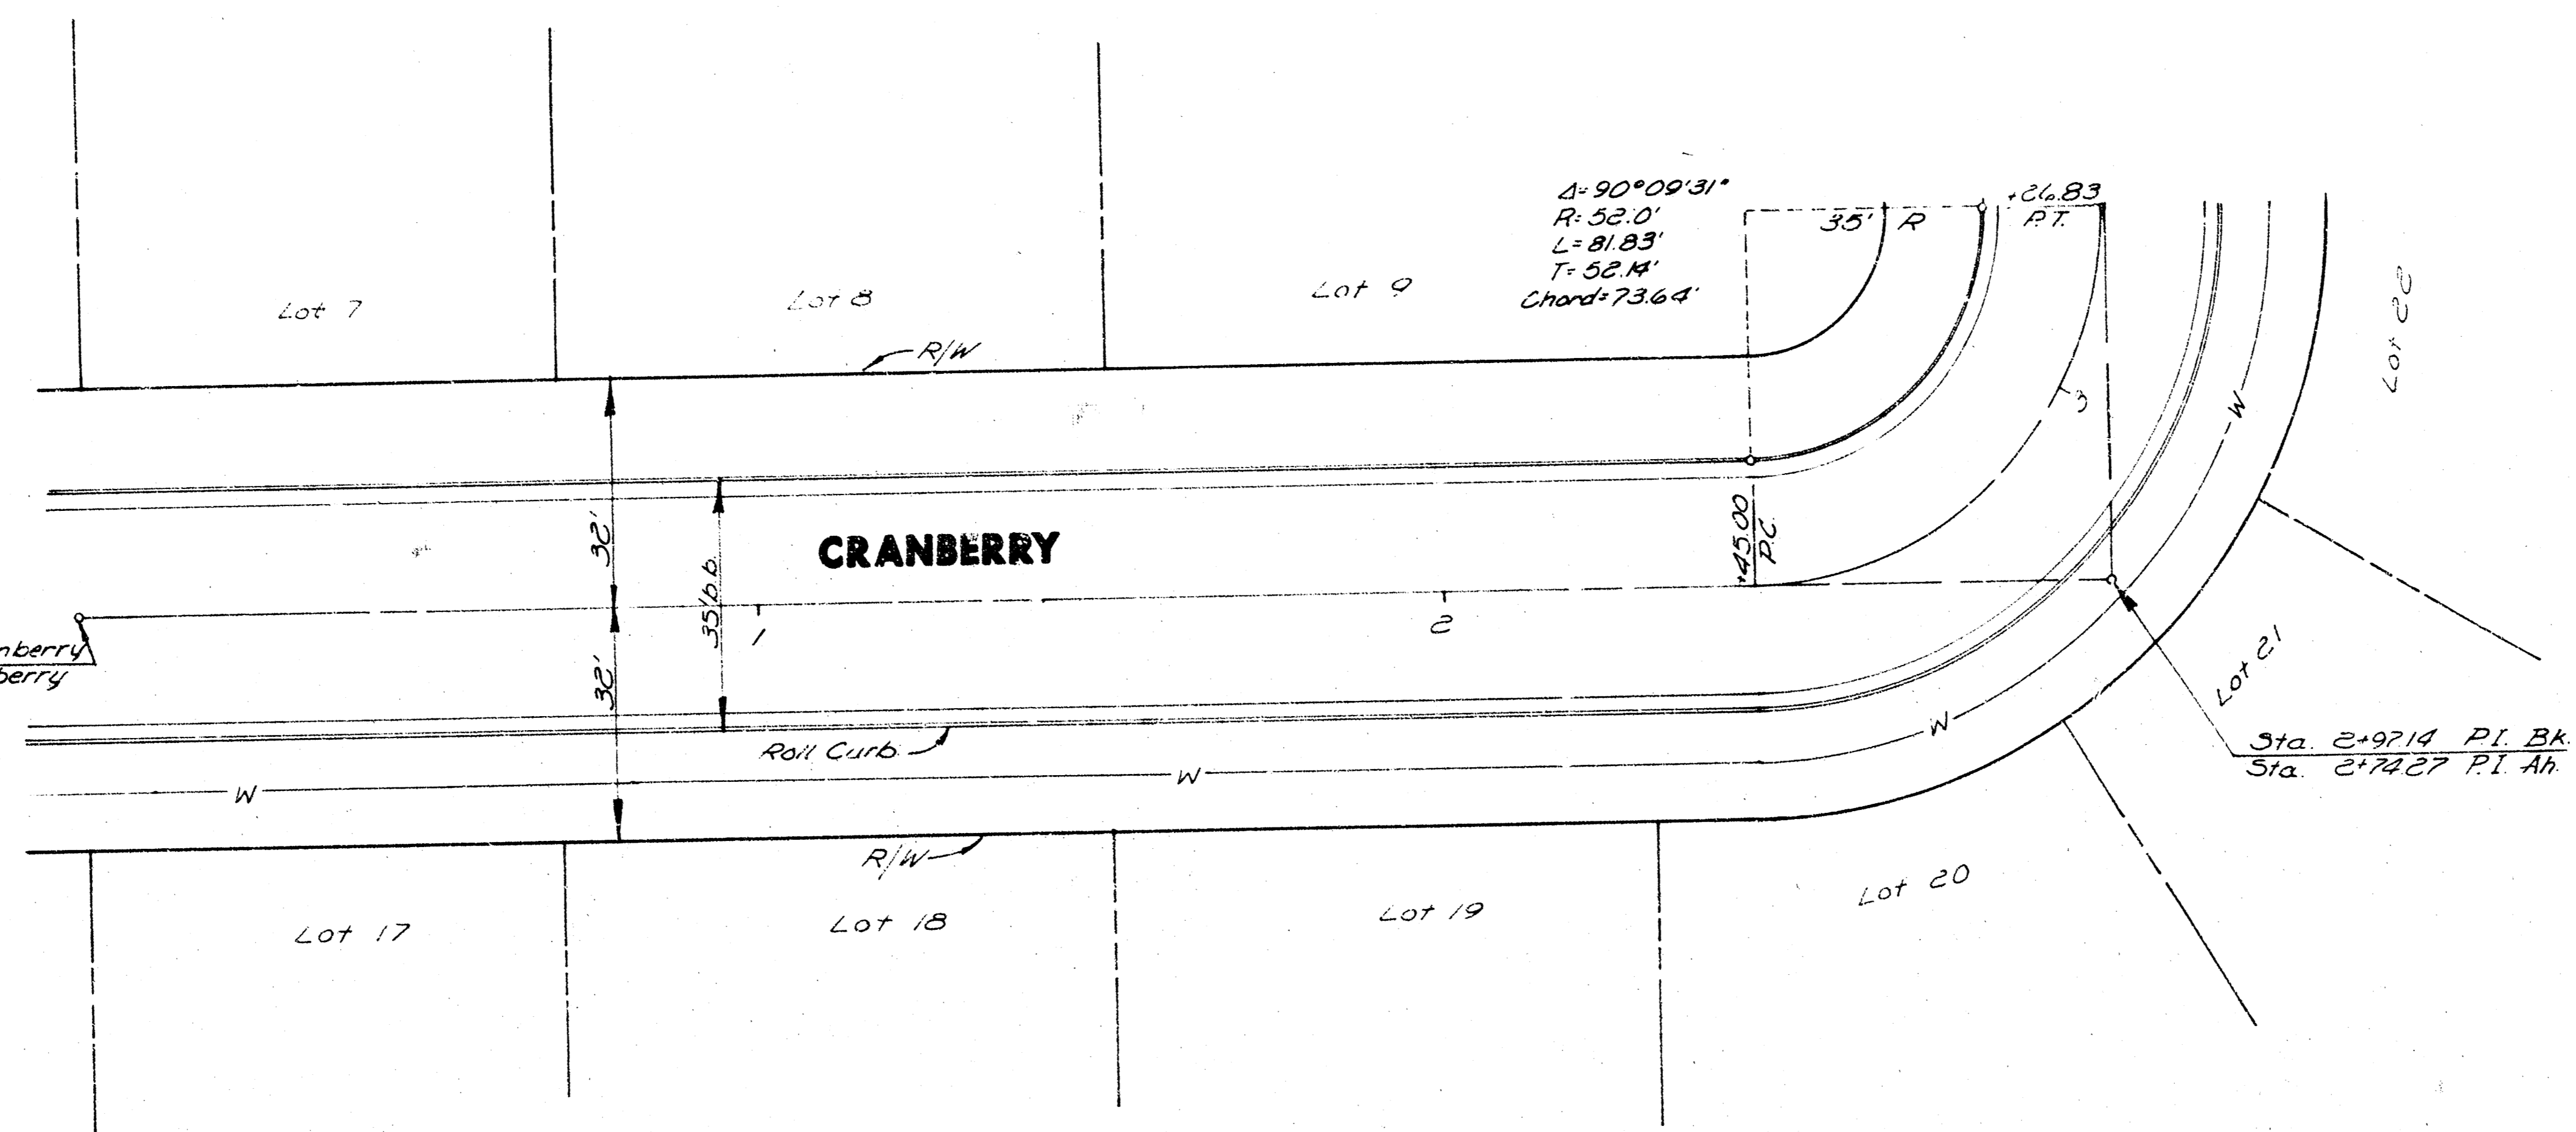 Δ=90°09'31"
R=52.0'
L=81.83'
T=52.14'
Chord=73.64'
+26.83
P.T.
35' R
Lot 7
Lot 8
Lot 9
Lot 22
R/W
3
W
32'
CRANBERRY
+45.00
P.C.
35' b.b.
1
2
nberry
berry
32'
Lot 21
Roll Curb
W
W
W
Sta. 2+97.14 P.I. Bk.
Sta. 2+74.27 P.I. Ah.
R/W
Lot 17
Lot 18
Lot 19
Lot 20